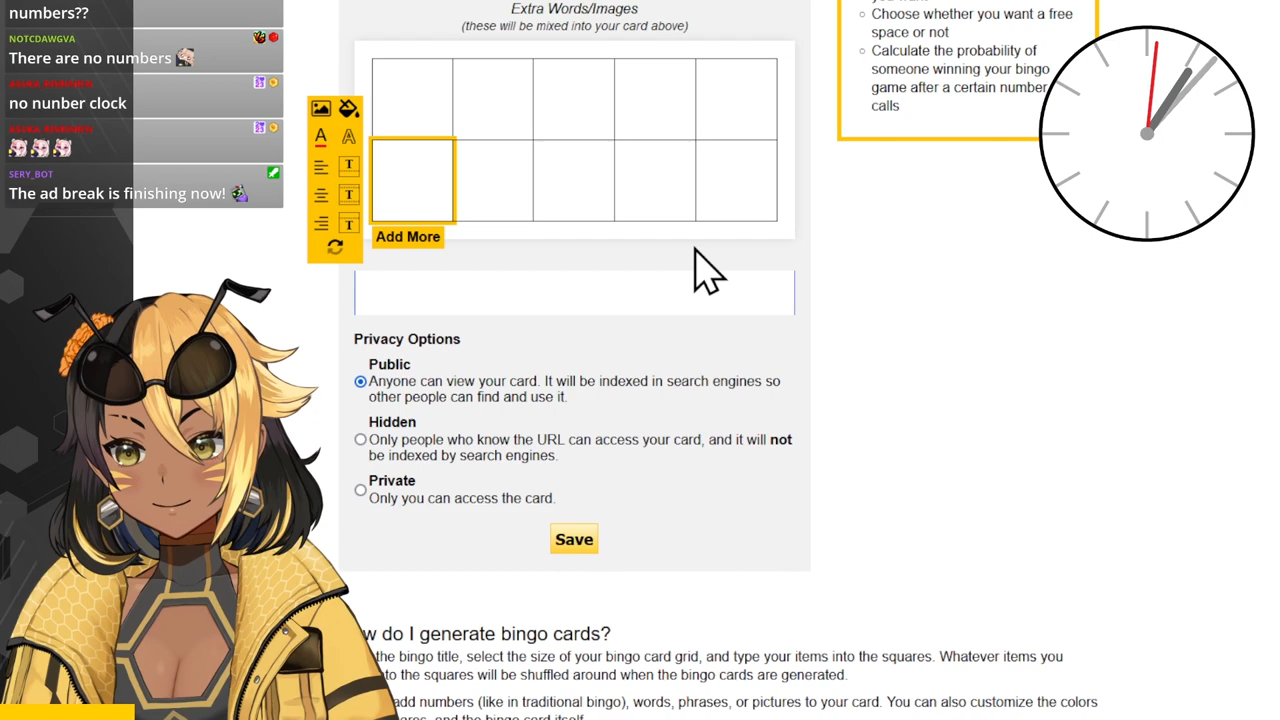 numbers??
NOTCDAWGVA
There are no numbers
no nunber clock
SERY_BOT
The ad break is finishing now!
Extra Words/Images
(these will be mixed into your card above)
A
A
T
T
T
Add More
Choose whether you want a free
space or not
Calculate the probability of
someone winning your bingo
game after a certain number
calls
Privacy Options
Public
Anyone can view your card. It will be indexed in search engines so
other people can find and use it.
Hidden
Only people who know the URL can access your card, and it will not
be indexed by search engines.
Private
Only you can access the card.
Save
w do I generate bingo cards?
the bingo title, select the size of your bingo card grid, and type your items into the squares. Whatever items you
to the squares will be shuffled around when the bingo cards are generated.
add numbers (like in traditional bingo), words, phrases, or pictures to your card. You can also customize the colors
and the bingo card itself